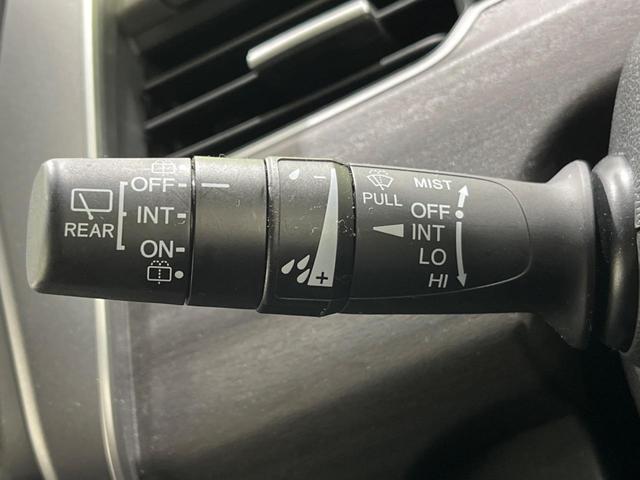 REAR
OFF
INT
ON
-
+
PULL
MIST
OFF
INT
LO
HI